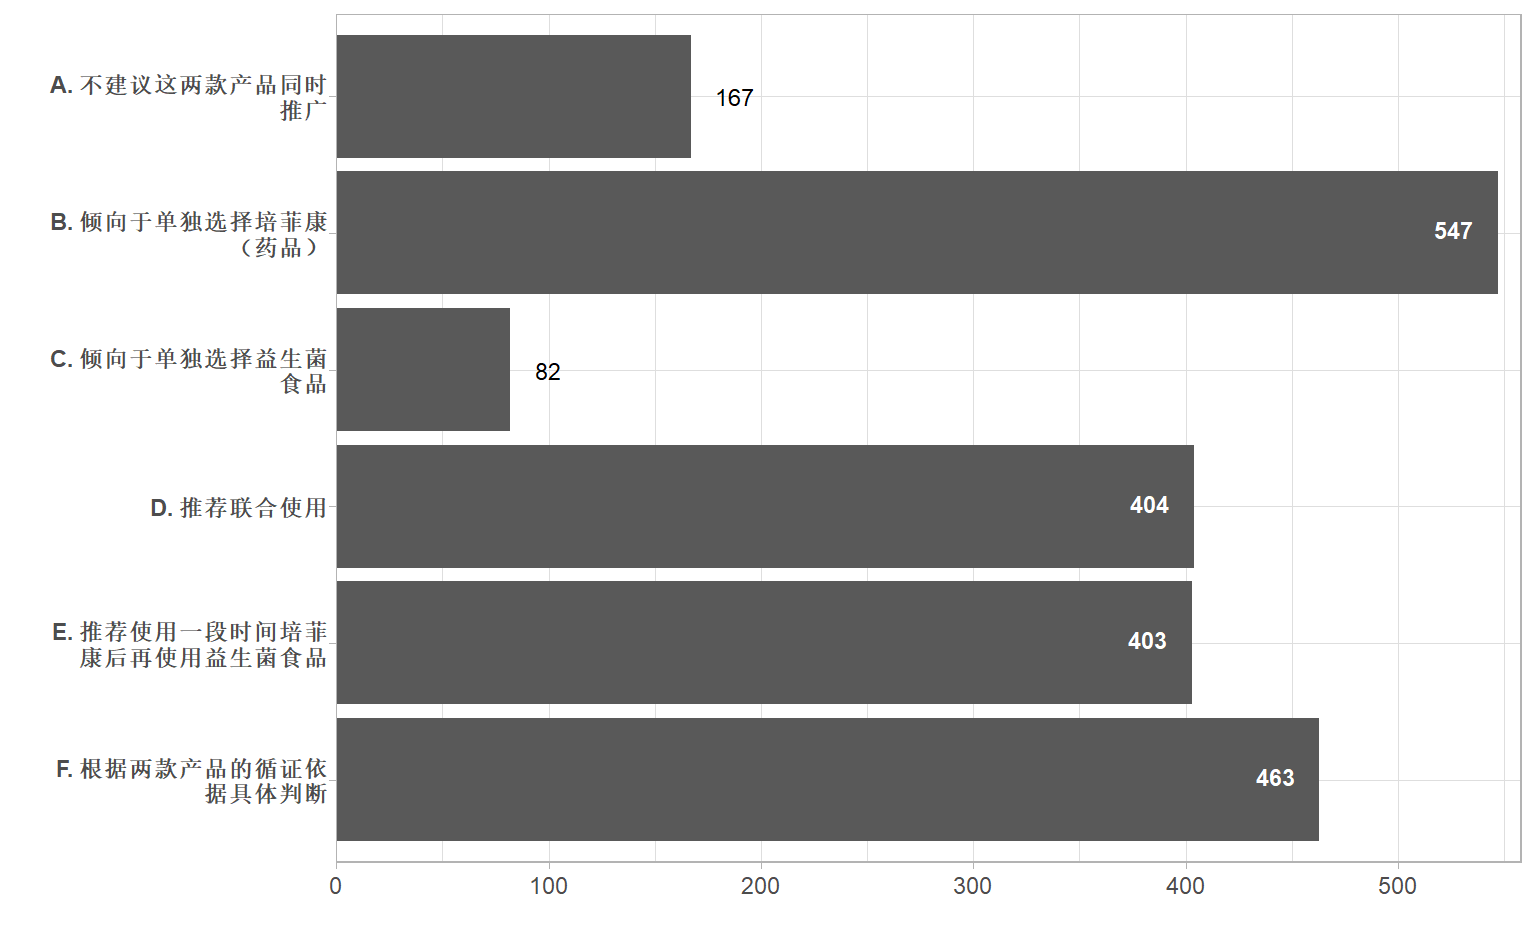 A. 不建议这两款产品同时
推广
167
B. 倾向于单独选择培菲康
（药品）
547
C. 倾向于单独选择益生菌
食品
82
D. 推荐联合使用
404
E. 推荐使用一段时间培菲
康后再使用益生菌食品
403
F. 根据两款产品的循证依
据具体判断
463
0 100 200 300 400 500